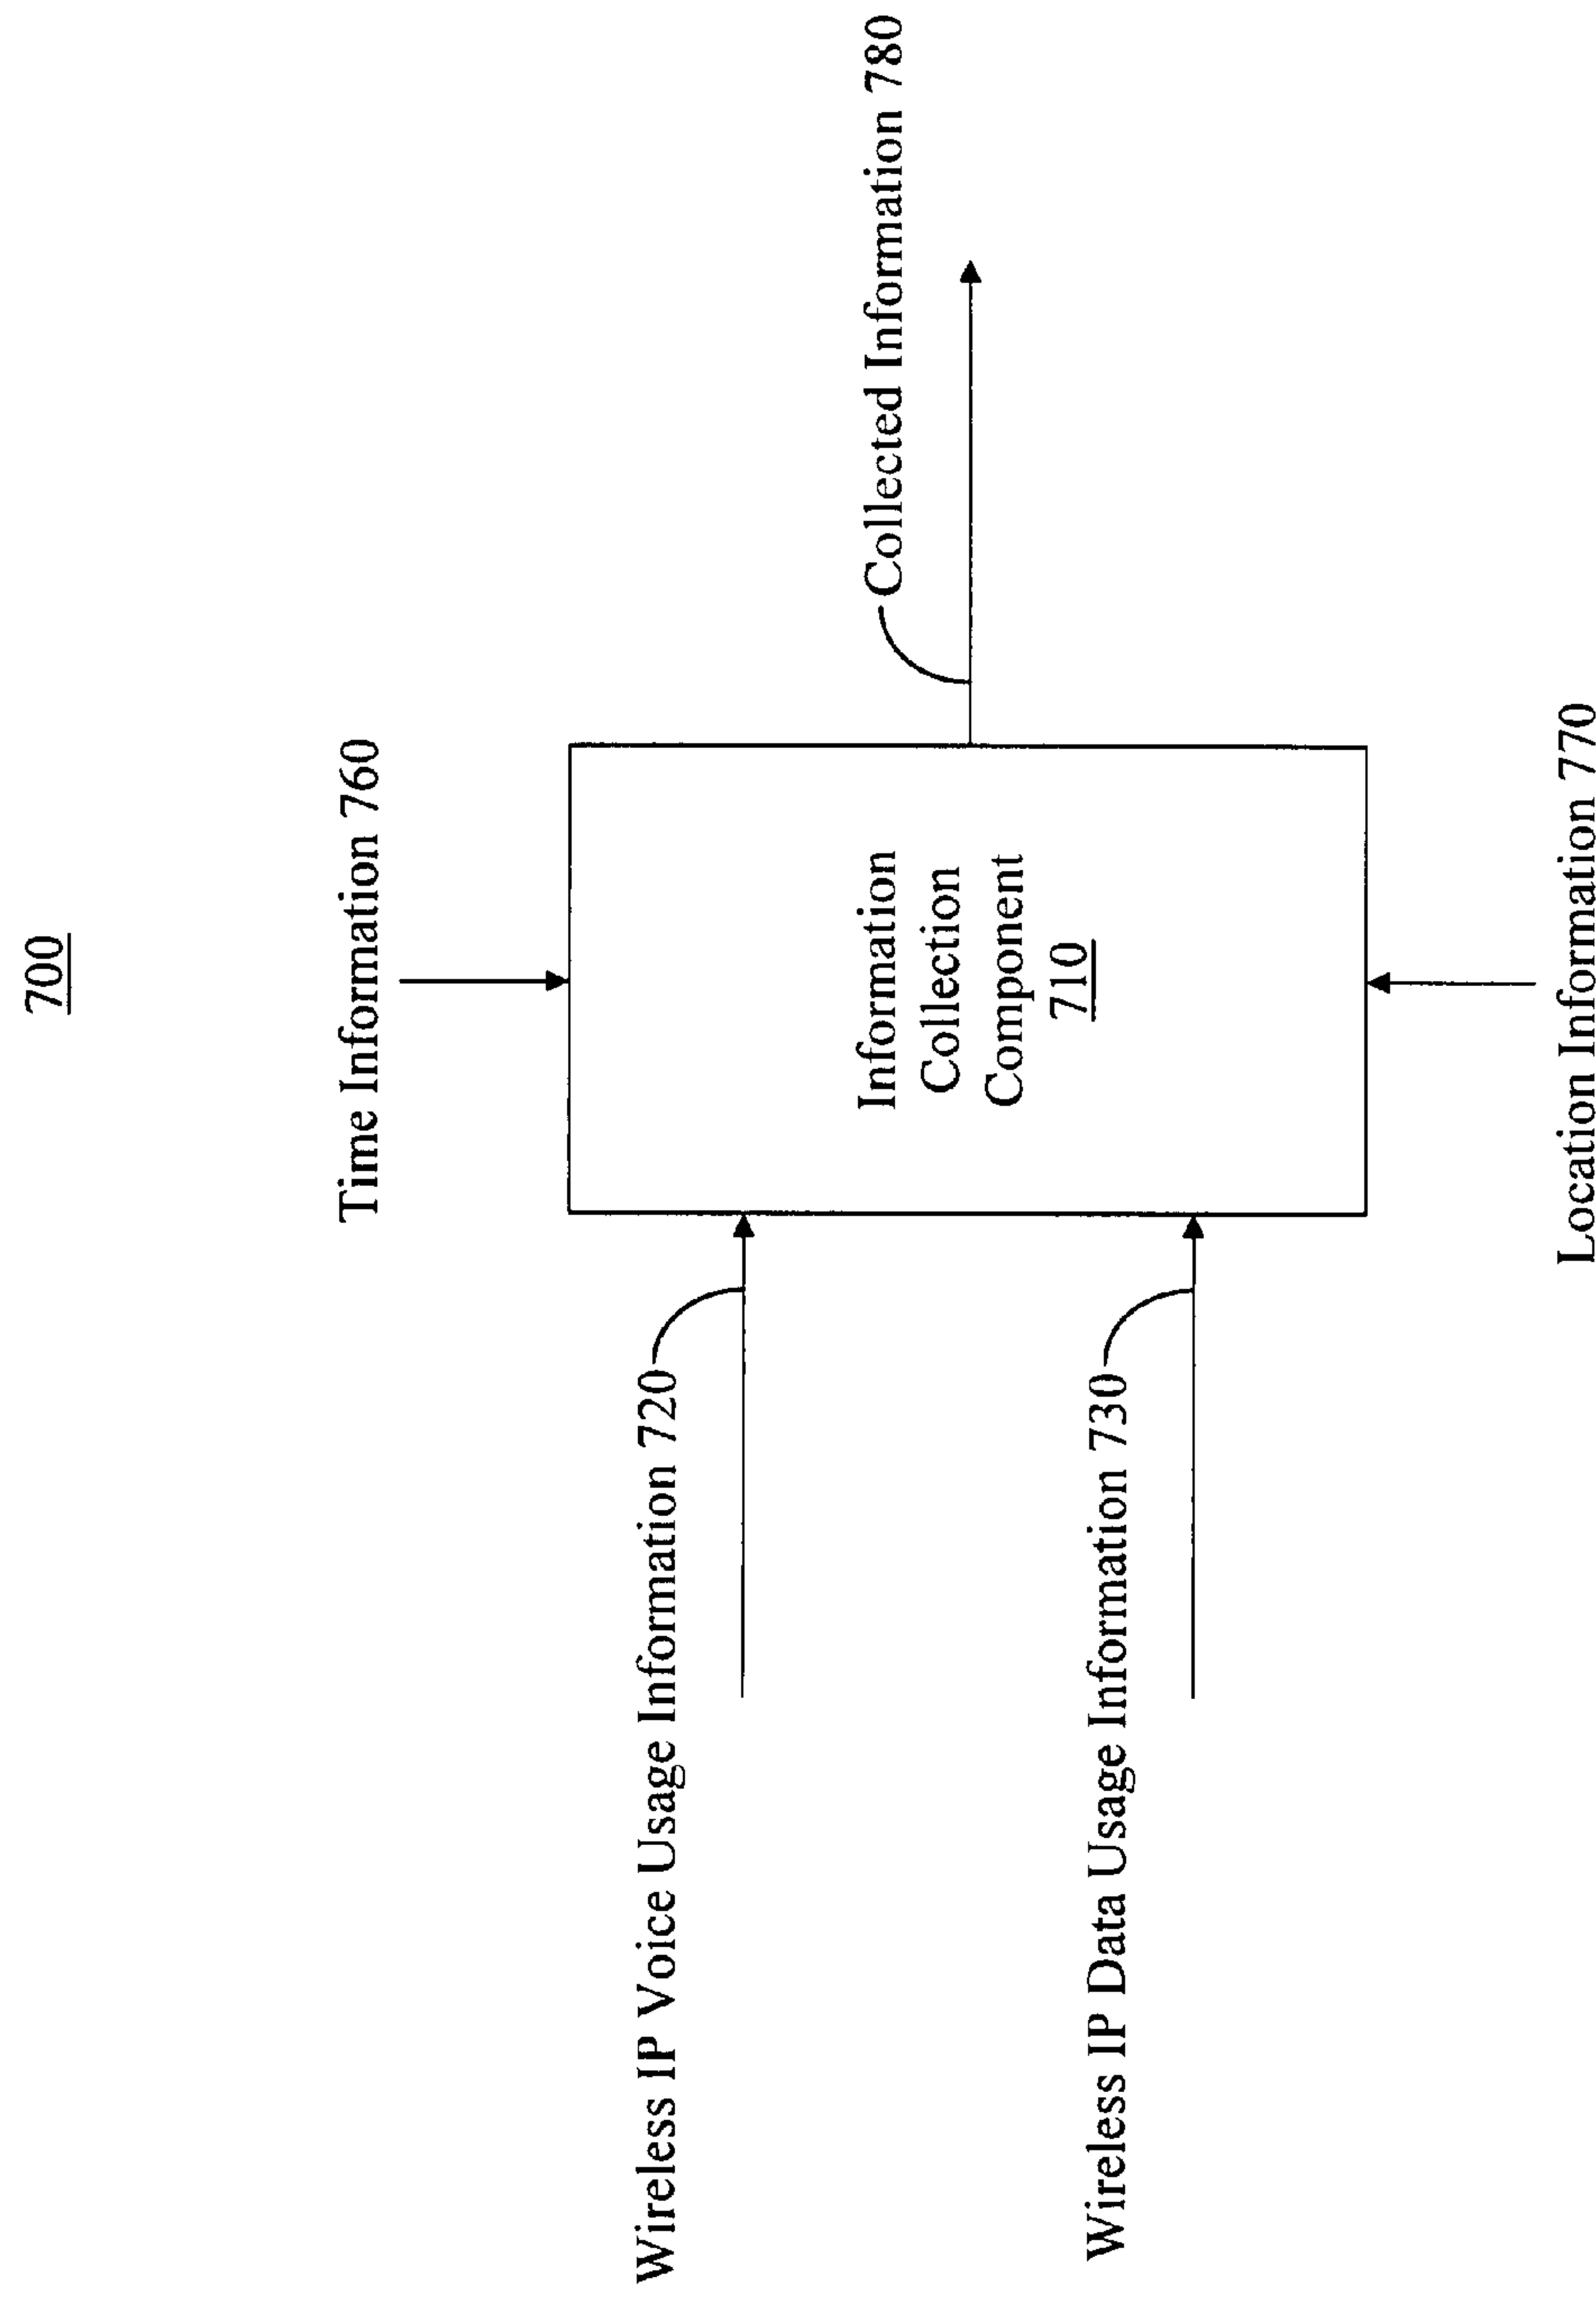 700
Time Information 760
Wireless IP Voice Usage Information 720
Collected Information 780
Information
Collection
Component
710
Wireless IP Data Usage Information 730
Location Information 770